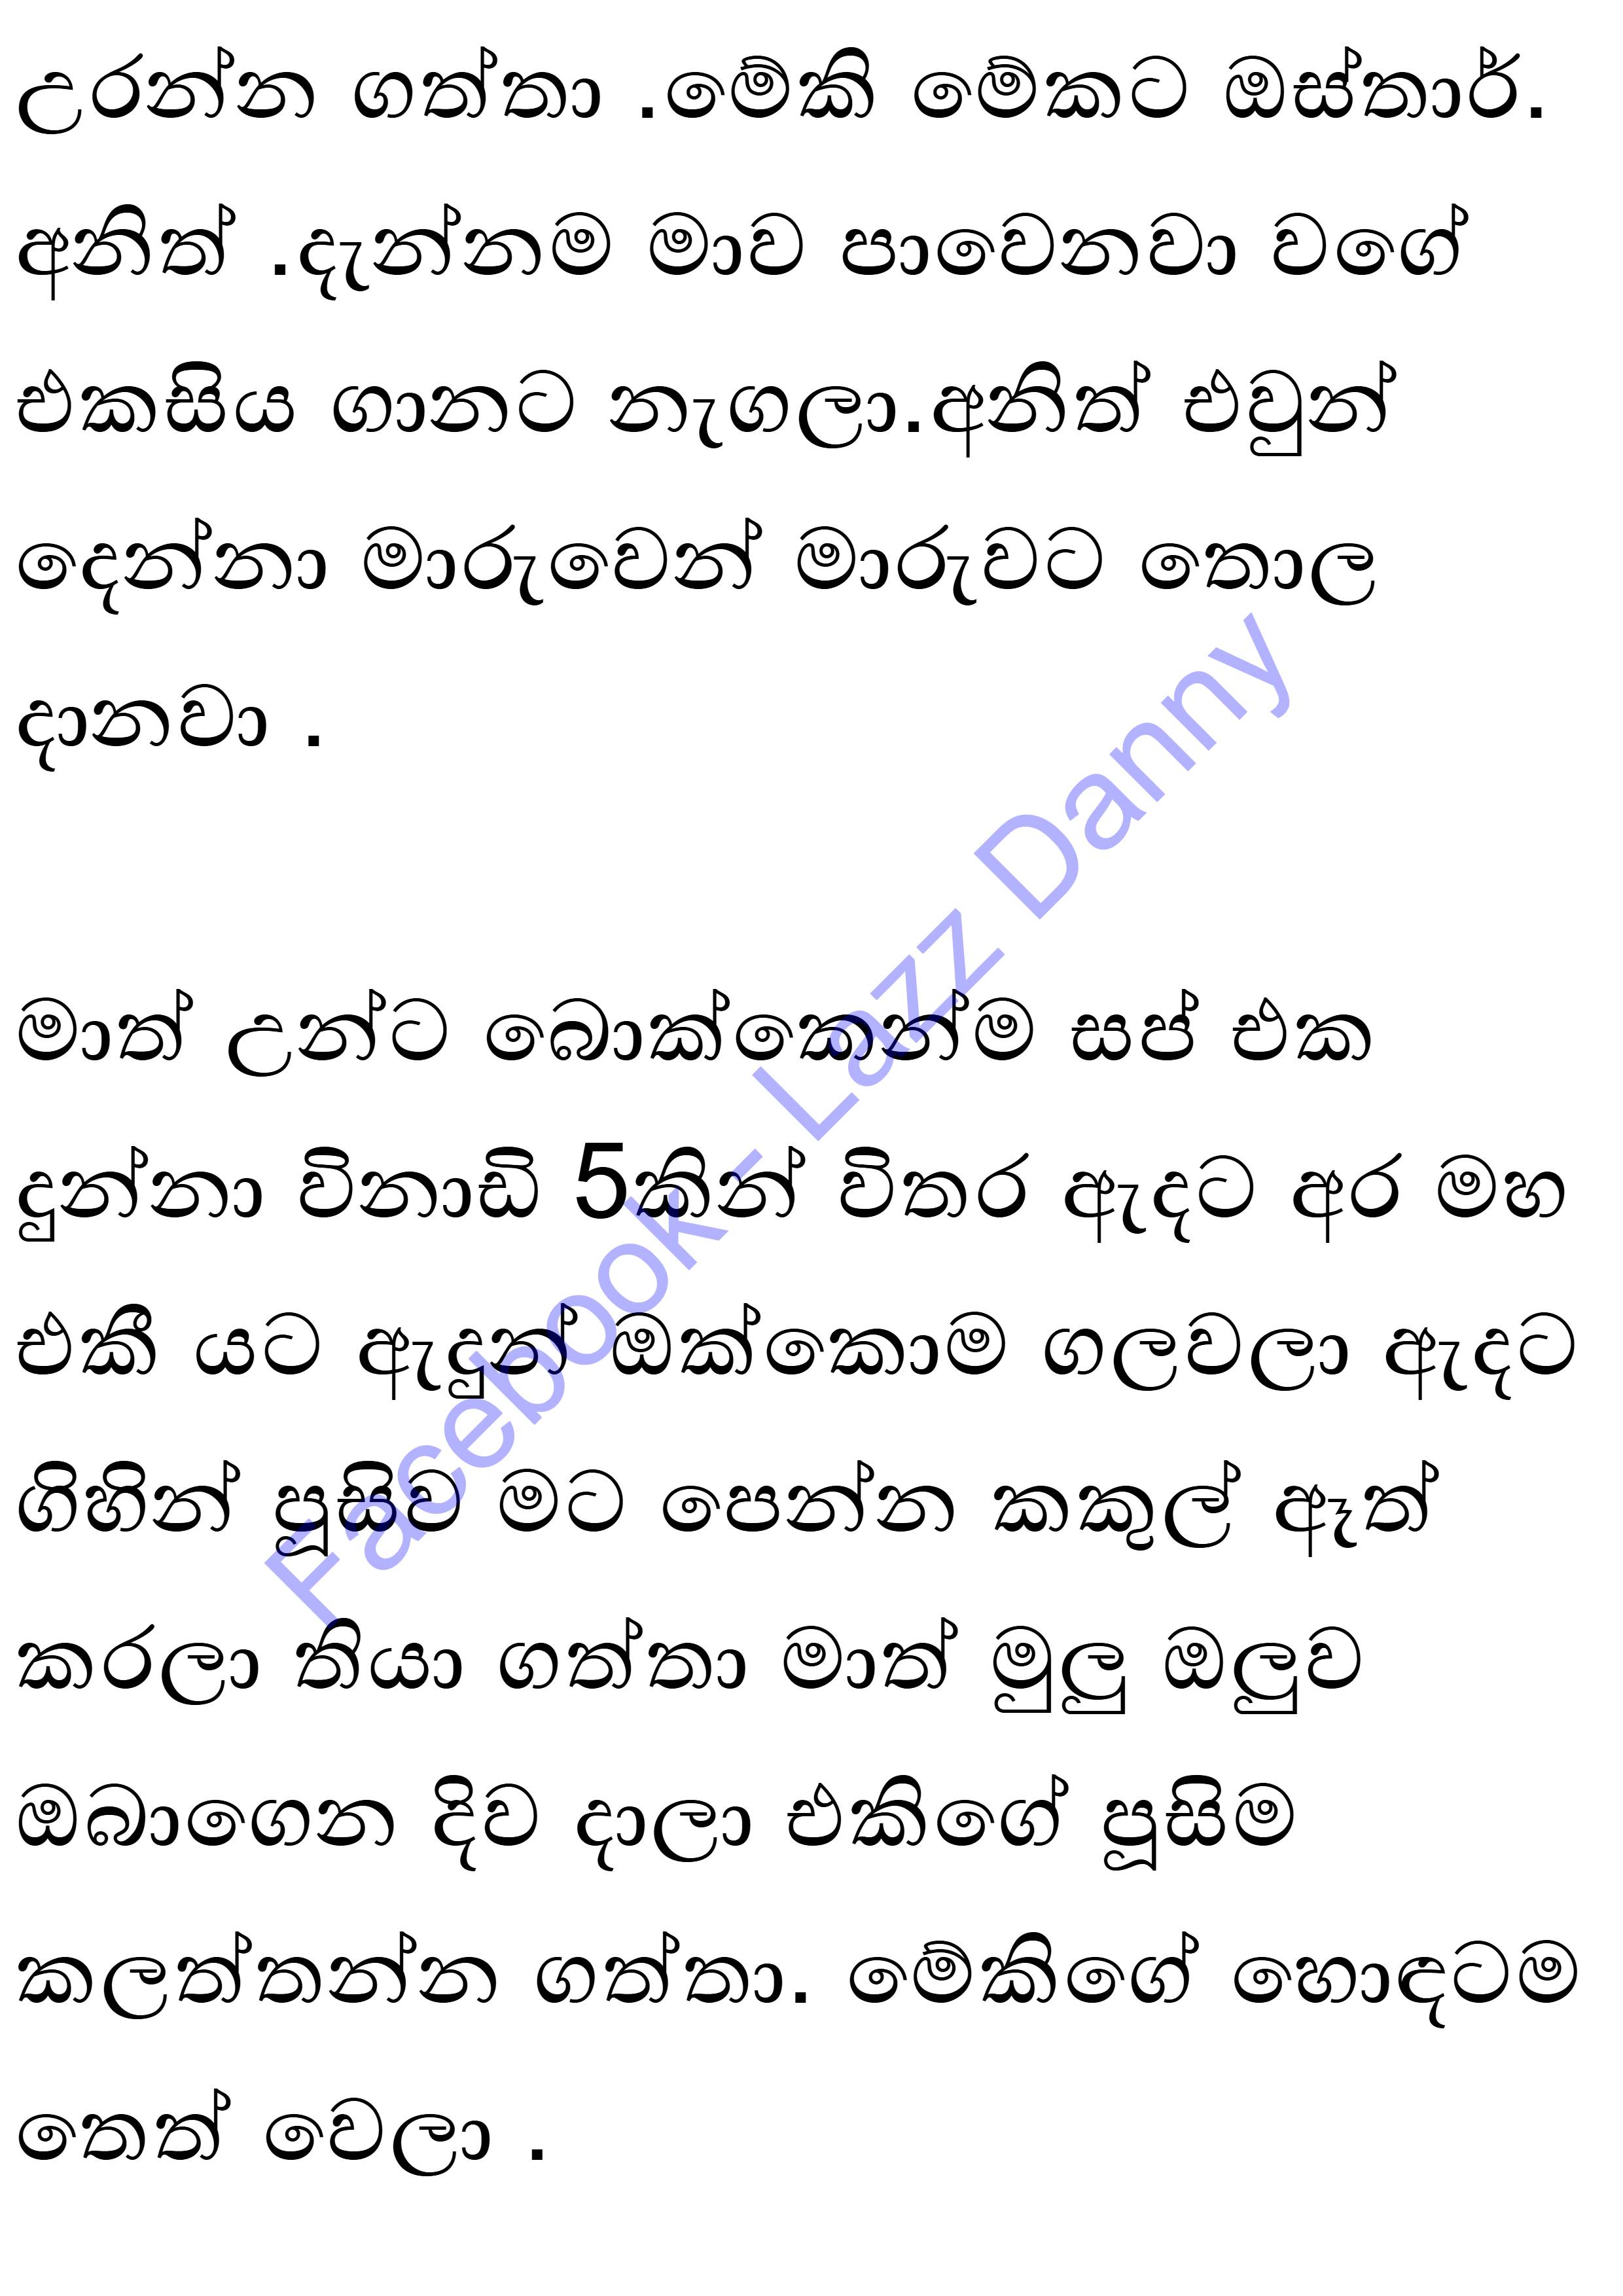 උරන්න ගත්තා .මේකි මේකට ඔස්තාර්.
අනිත් .දැන්නම මාව පාවෙනවා වගේ
එකසිය ගානට නැගලා.අනිත් එවුන්
දෙන්නා මාරුවෙන් මාරුවට තොල
දානවා .
මාත් උන්ට බොක්කෙන්ම සප් එක
දුන්නා විනාඩි 5කින් විතර ඇදට අර මහ
එකී යට ඇදුන් ඔක්කොම ගලවලා ඇදට
ගිහින් පූසිව මට පෙන්න කකුල් ඈත්
කරලා තියා ගත්තා මාත් මුලු ඔලුව
ඔබාගෙන දිව දාලා එකිගේ පූසිම
කලත්තන්න ගත්තා. මේකිගේ හොඳටම
තෙත් වෙලා .
Facebook- Lazz Danny